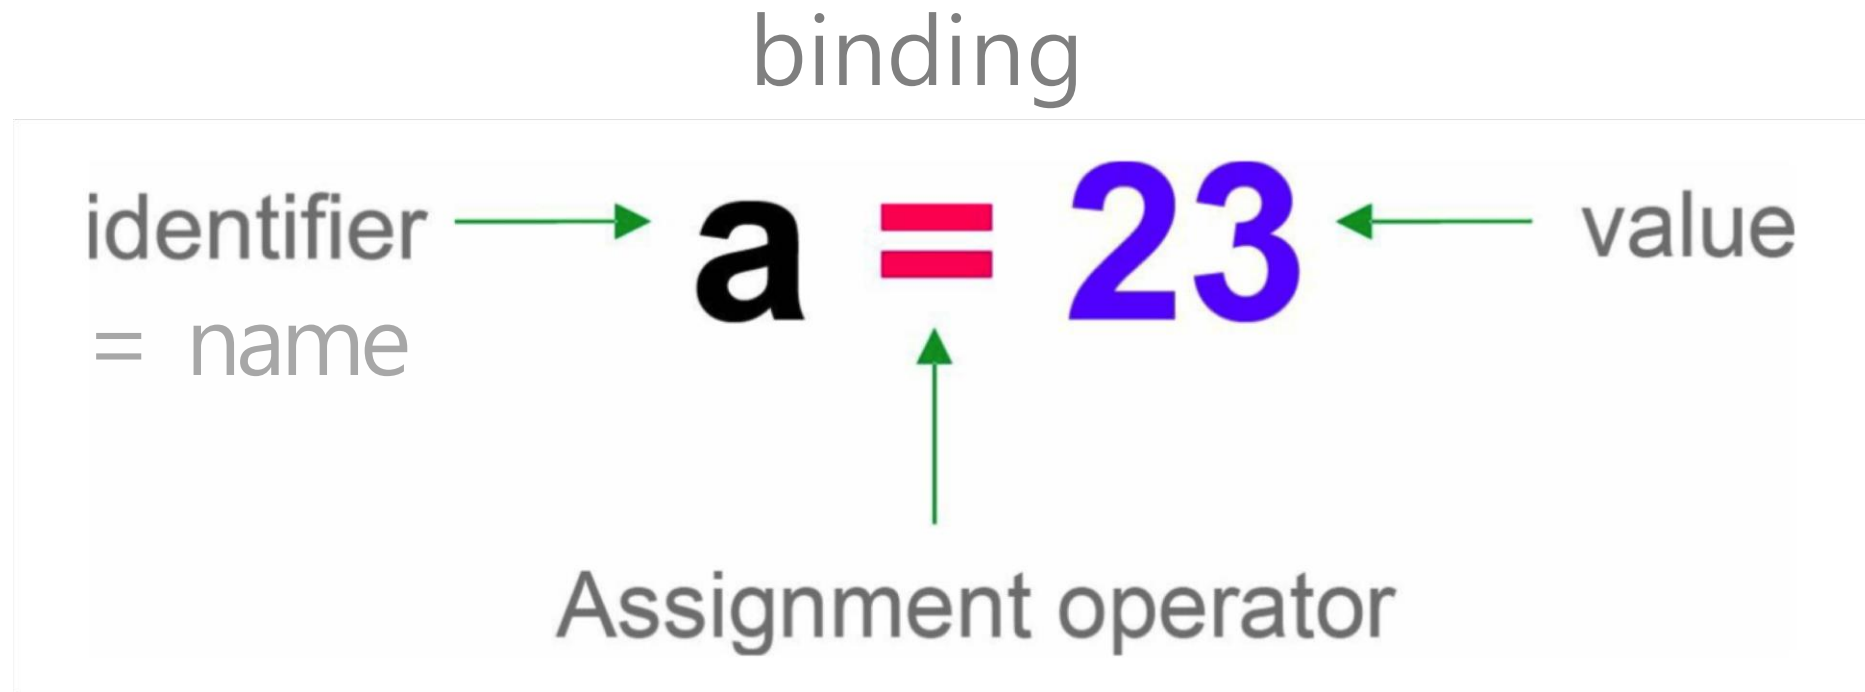 binding
identifier a = 23 value
= name
Assignment operator